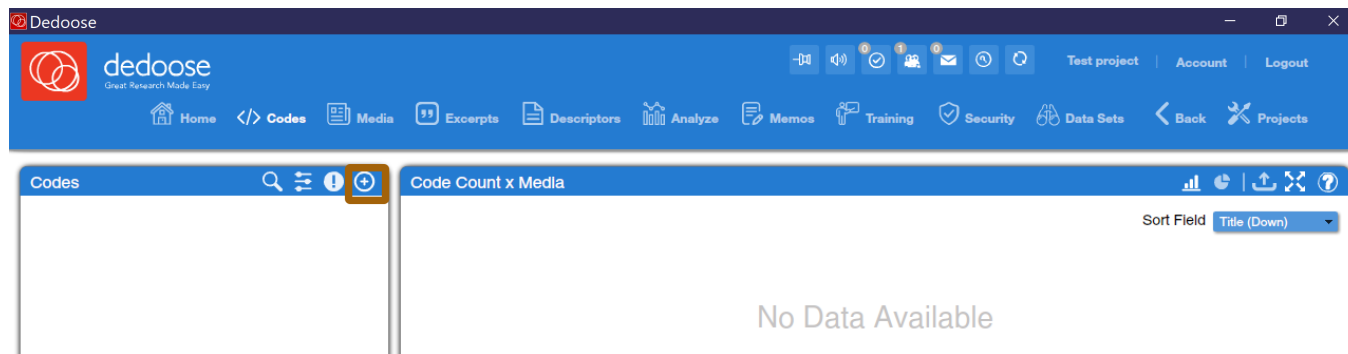 Dedoose
dedoose
Great Research Made Easy
0 1 0
Test project | Account | Logout
Home </> Codes Media Excerpts Descriptors Analyze Memos Training Security Data Sets Back Projects
Codes
Code Count x Media
Sort Field Title (Down)
No Data Available